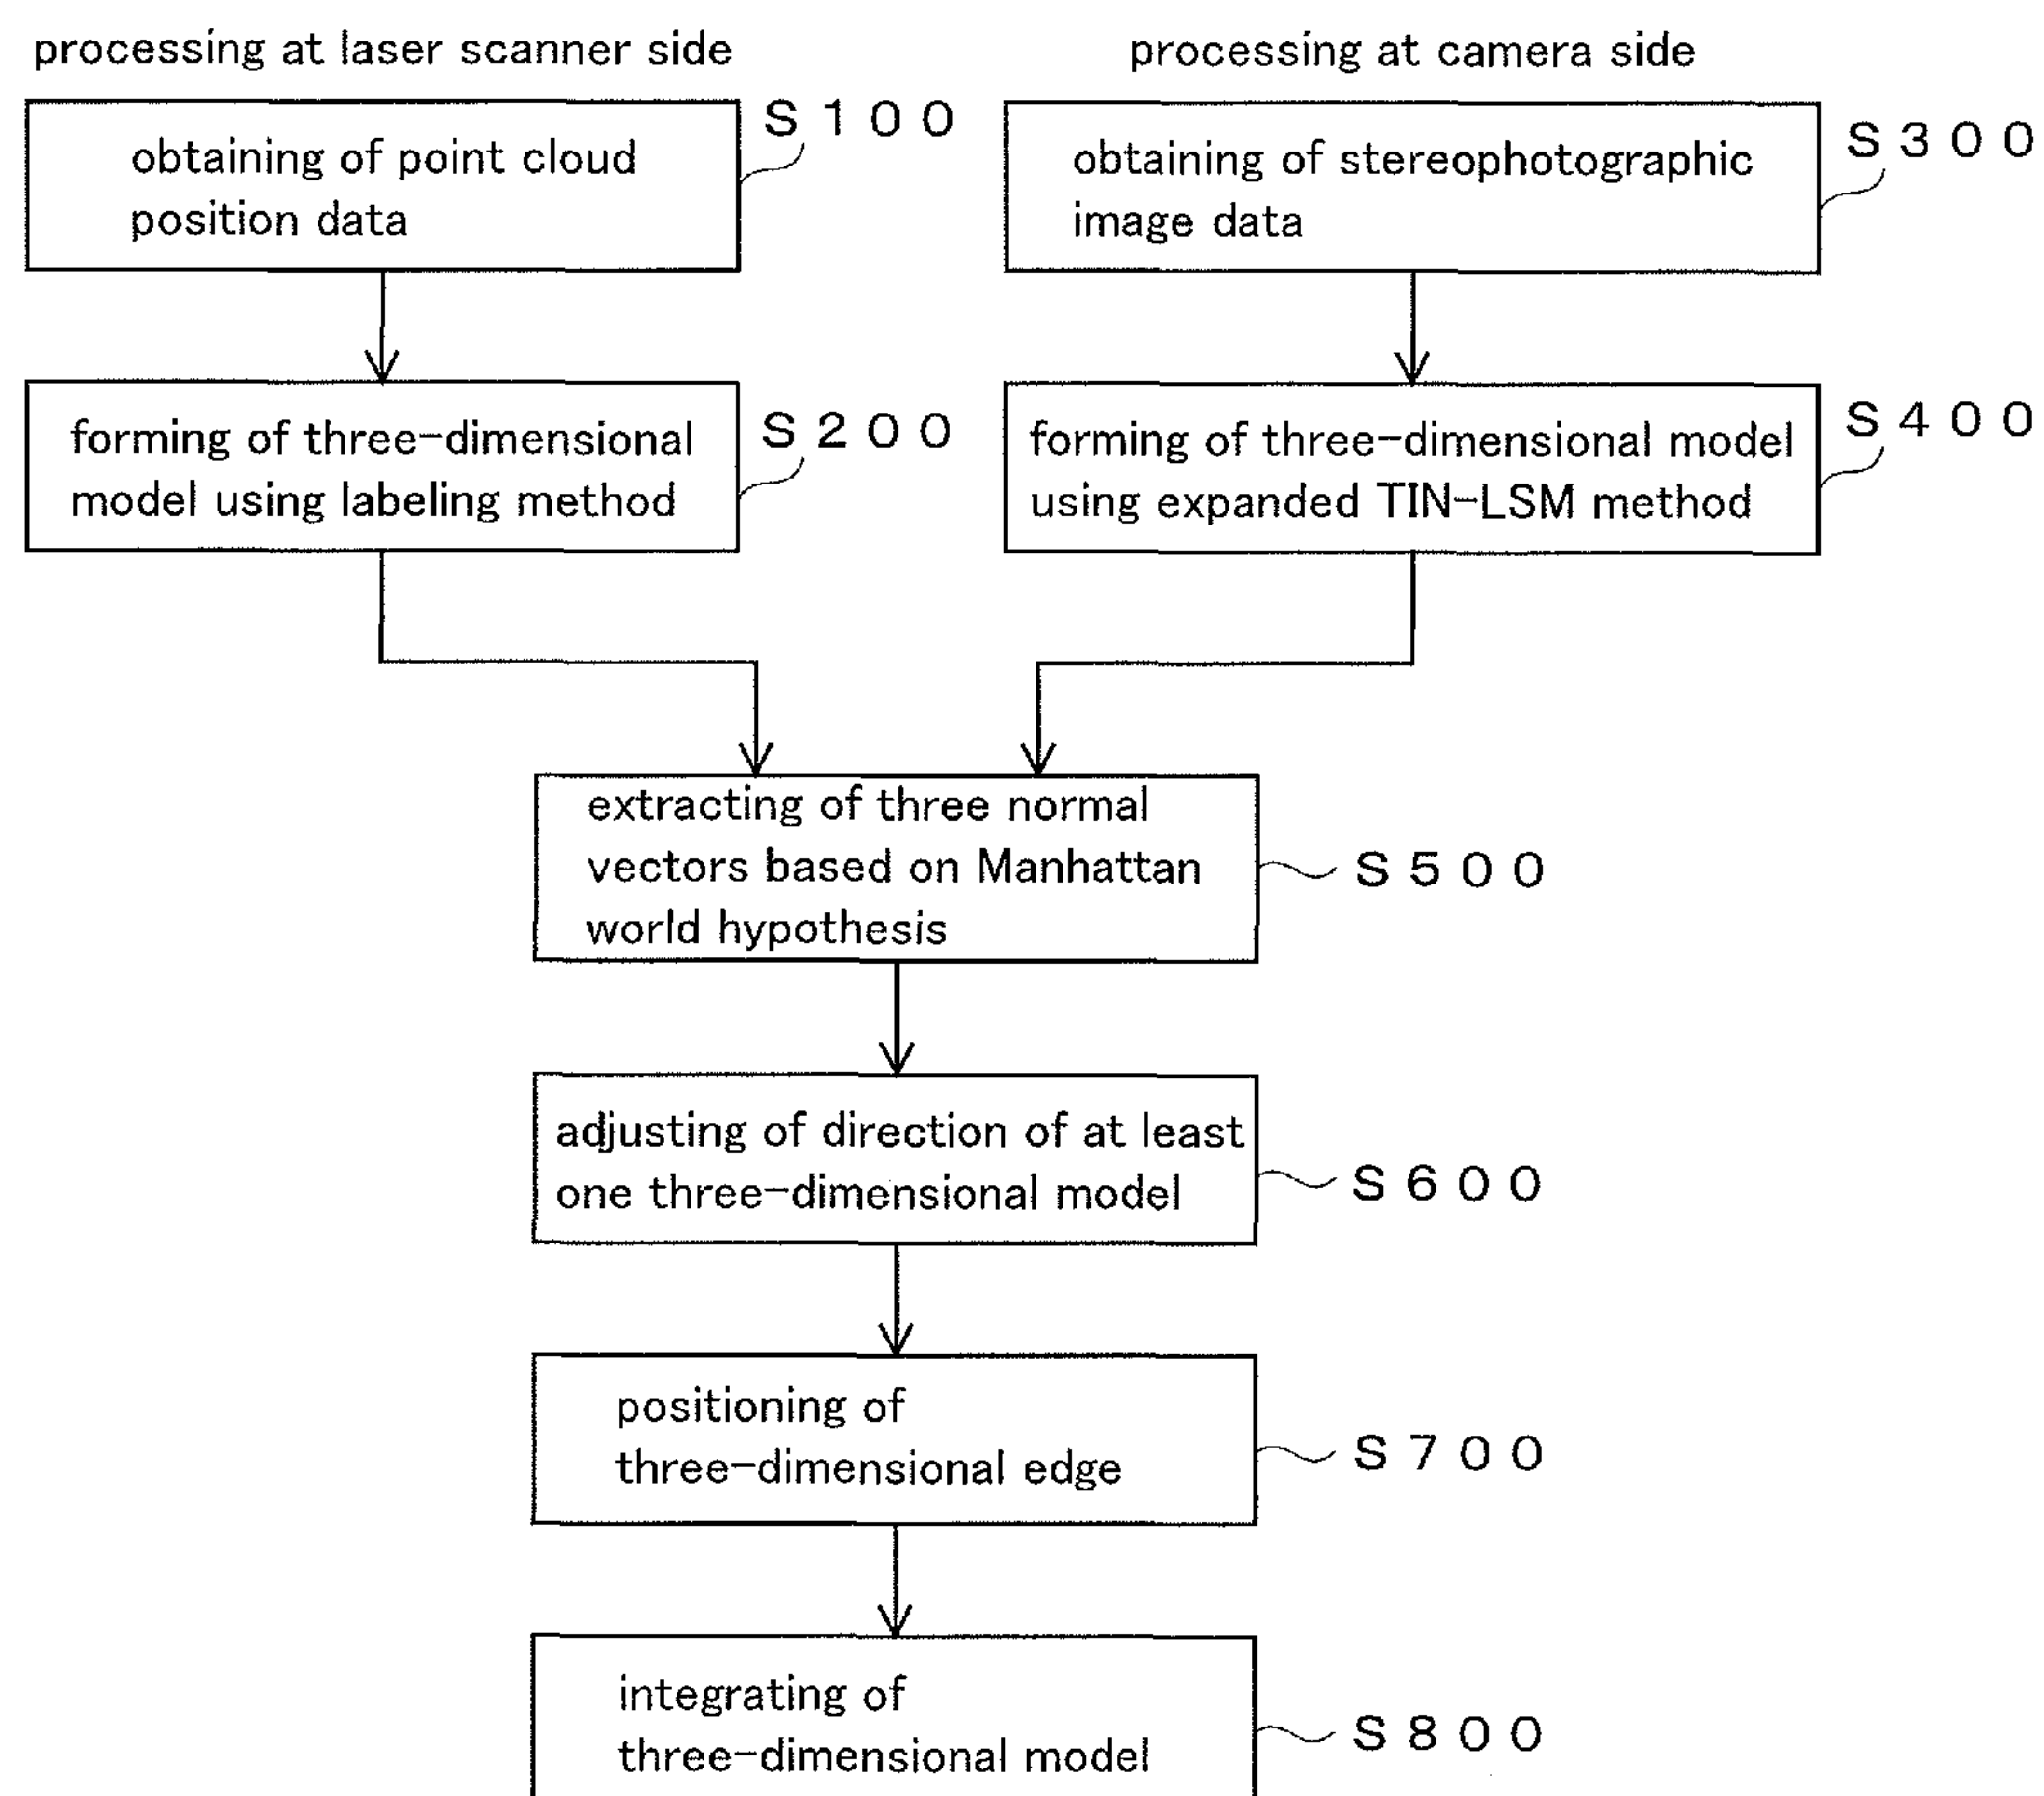 processing at laser scanner side
obtaining of point cloud
position data
S100
forming of three-dimensional
model using labeling method
S200
processing at camera side
obtaining of stereophotographic
image data
S300
forming of three-dimensional model
using expanded TIN-LSM method
S400
extracting of three normal
vectors based on Manhattan
world hypothesis
S500
adjusting of direction of at least
one three-dimensional model
S600
positioning of
three-dimensional edge
S700
integrating of
three-dimensional model
S800